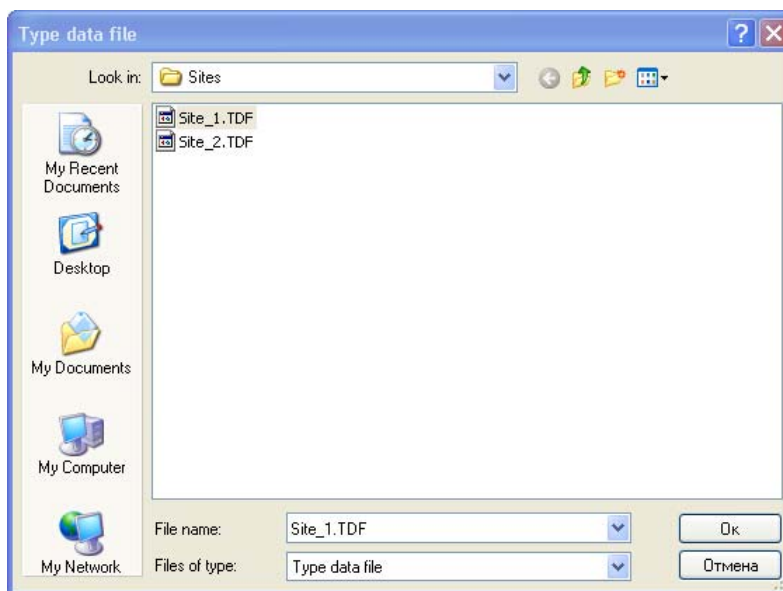 Type data file
Look in: Sites
Site_1.TDF
Site_2.TDF
My Recent
Documents
Desktop
My Documents
My Computer
My Network
File name: Site_1.TDF Ок
Files of type: Type data file Отмена